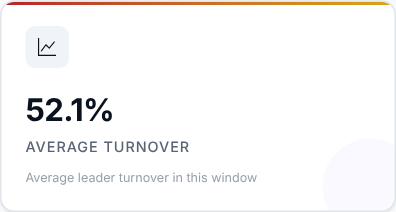 52.1%
AVERAGE TURNOVER
Average leader turnover in this window